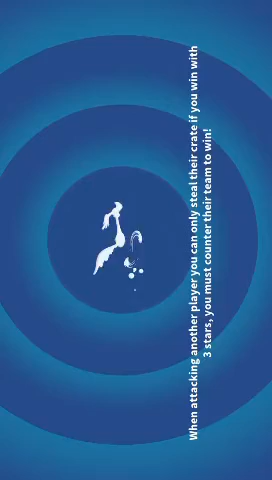 When attacking another player you can only steal their crate if you win with
3 stars, you must counter their team to win!